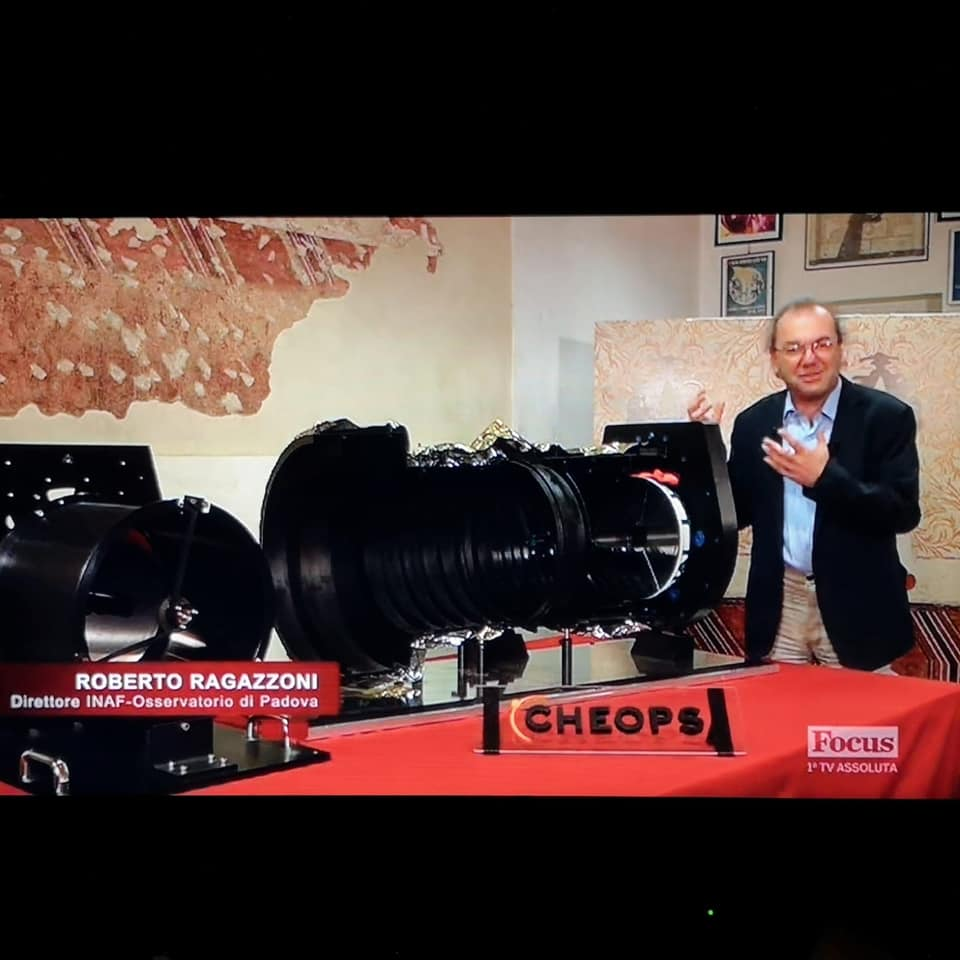 ROBERTO RAGAZZONI
Direttore INAF-Osservatorio di Padova
CHEOPS
Focus
1ª TV ASSOLUTA